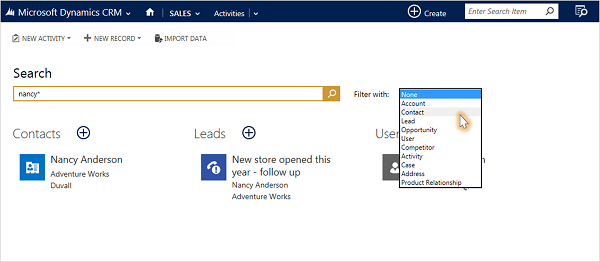 Microsoft Dynamics CRM
SALES
Activities
Create
Enter Search Item
NEW ACTIVITY
NEW RECORD
IMPORT DATA
Search
nancy*
Filter with:
None
Account
Contact
Lead
Opportunity
User
Competitor
Activity
Case
Address
Product Relationship
Contacts
Nancy Anderson
Adventure Works
Duvall
Leads
New store opened this
year - follow up
Nancy Anderson
Adventure Works
Use